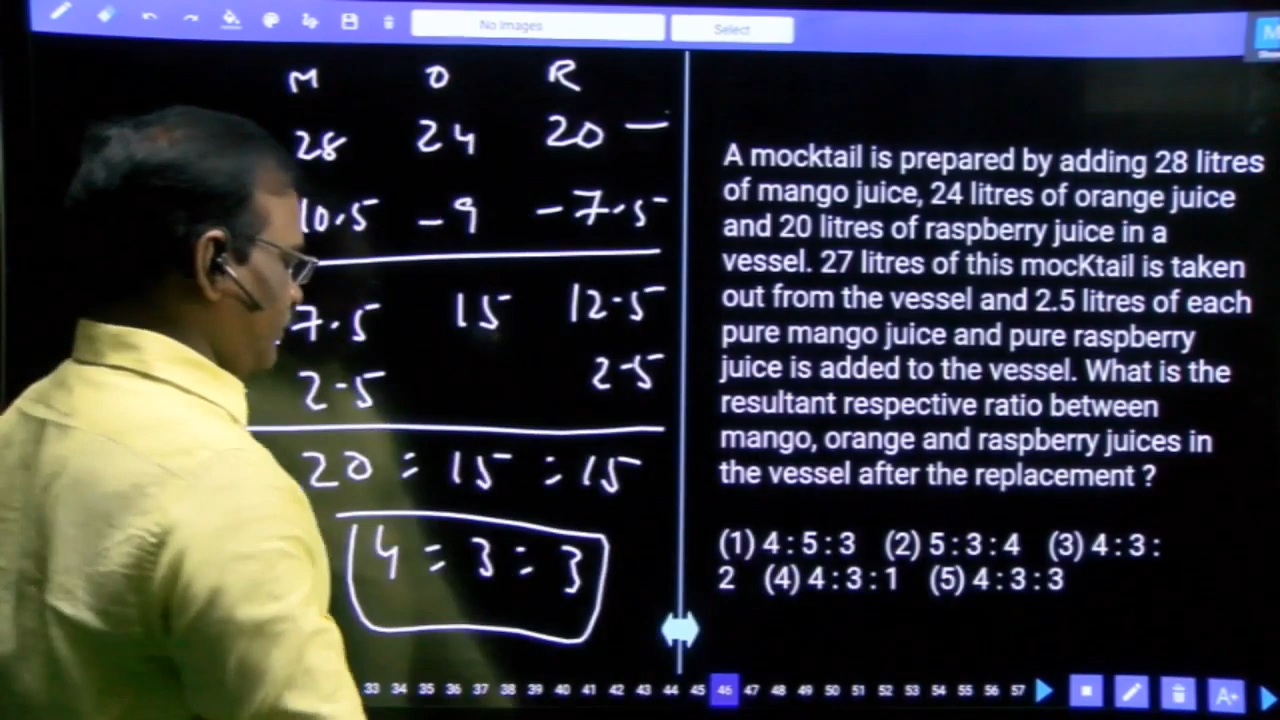 No Images Select
M O R
28 24 20 —
10.5 - 9 - 7.5
7.5 15 12.5
2.5 2.5
20 : 15 : 15
4 : 3 : 3
A mocktail is prepared by adding 28 litres
of mango juice, 24 litres of orange juice
and 20 litres of raspberry juice in a
vessel. 27 litres of this mocKtail is taken
out from the vessel and 2.5 litres of each
pure mango juice and pure raspberry
juice is added to the vessel. What is the
resultant respective ratio between
mango, orange and raspberry juices in
the vessel after the replacement ?
(1) 4 : 5 : 3 (2) 5 : 3 : 4 (3) 4 : 3 :
2 (4) 4 : 3 : 1 (5) 4 : 3 : 3
33 34 35 36 37 38 39 40 41 42 43 44 45 46 47 48 49 50 51 52 53 54 55 56 57 A+